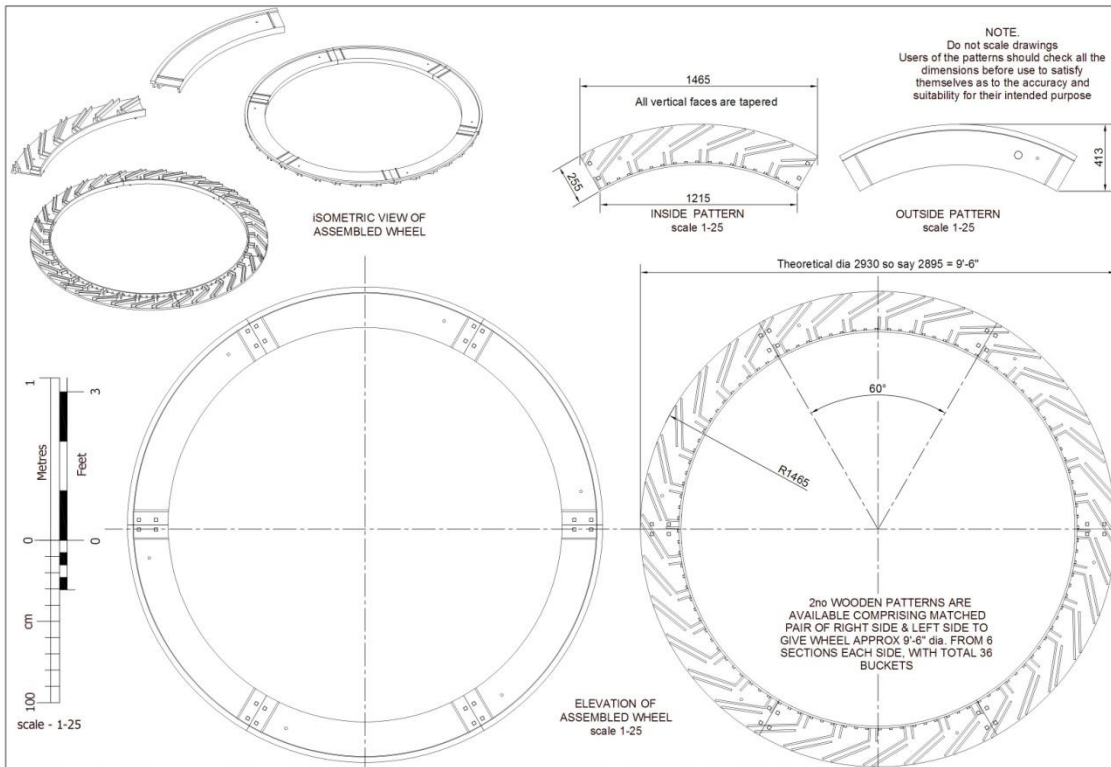 NOTE.
Do not scale drawings
Users of the patterns should check all the
dimensions before use to satisfy
themselves as to the accuracy and
suitability for their intended purpose
1465
All vertical faces are tapered
255
1215
INSIDE PATTERN
scale 1-25
413
OUTSIDE PATTERN
scale 1-25
iSOMETRIC VIEW OF
ASSEMBLED WHEEL
Theoretical dia 2930 so say 2895 = 9'-6"
60°
R1465
1
3
Metres
Feet
0
0
cm
100
scale - 1-25
2no WOODEN PATTERNS ARE
AVAILABLE COMPRISING MATCHED
PAIR OF RIGHT SIDE & LEFT SIDE TO
GIVE WHEEL APPROX 9'-6" dia. FROM 6
SECTIONS EACH SIDE, WITH TOTAL 36
BUCKETS
ELEVATION OF
ASSEMBLED WHEEL
scale 1-25